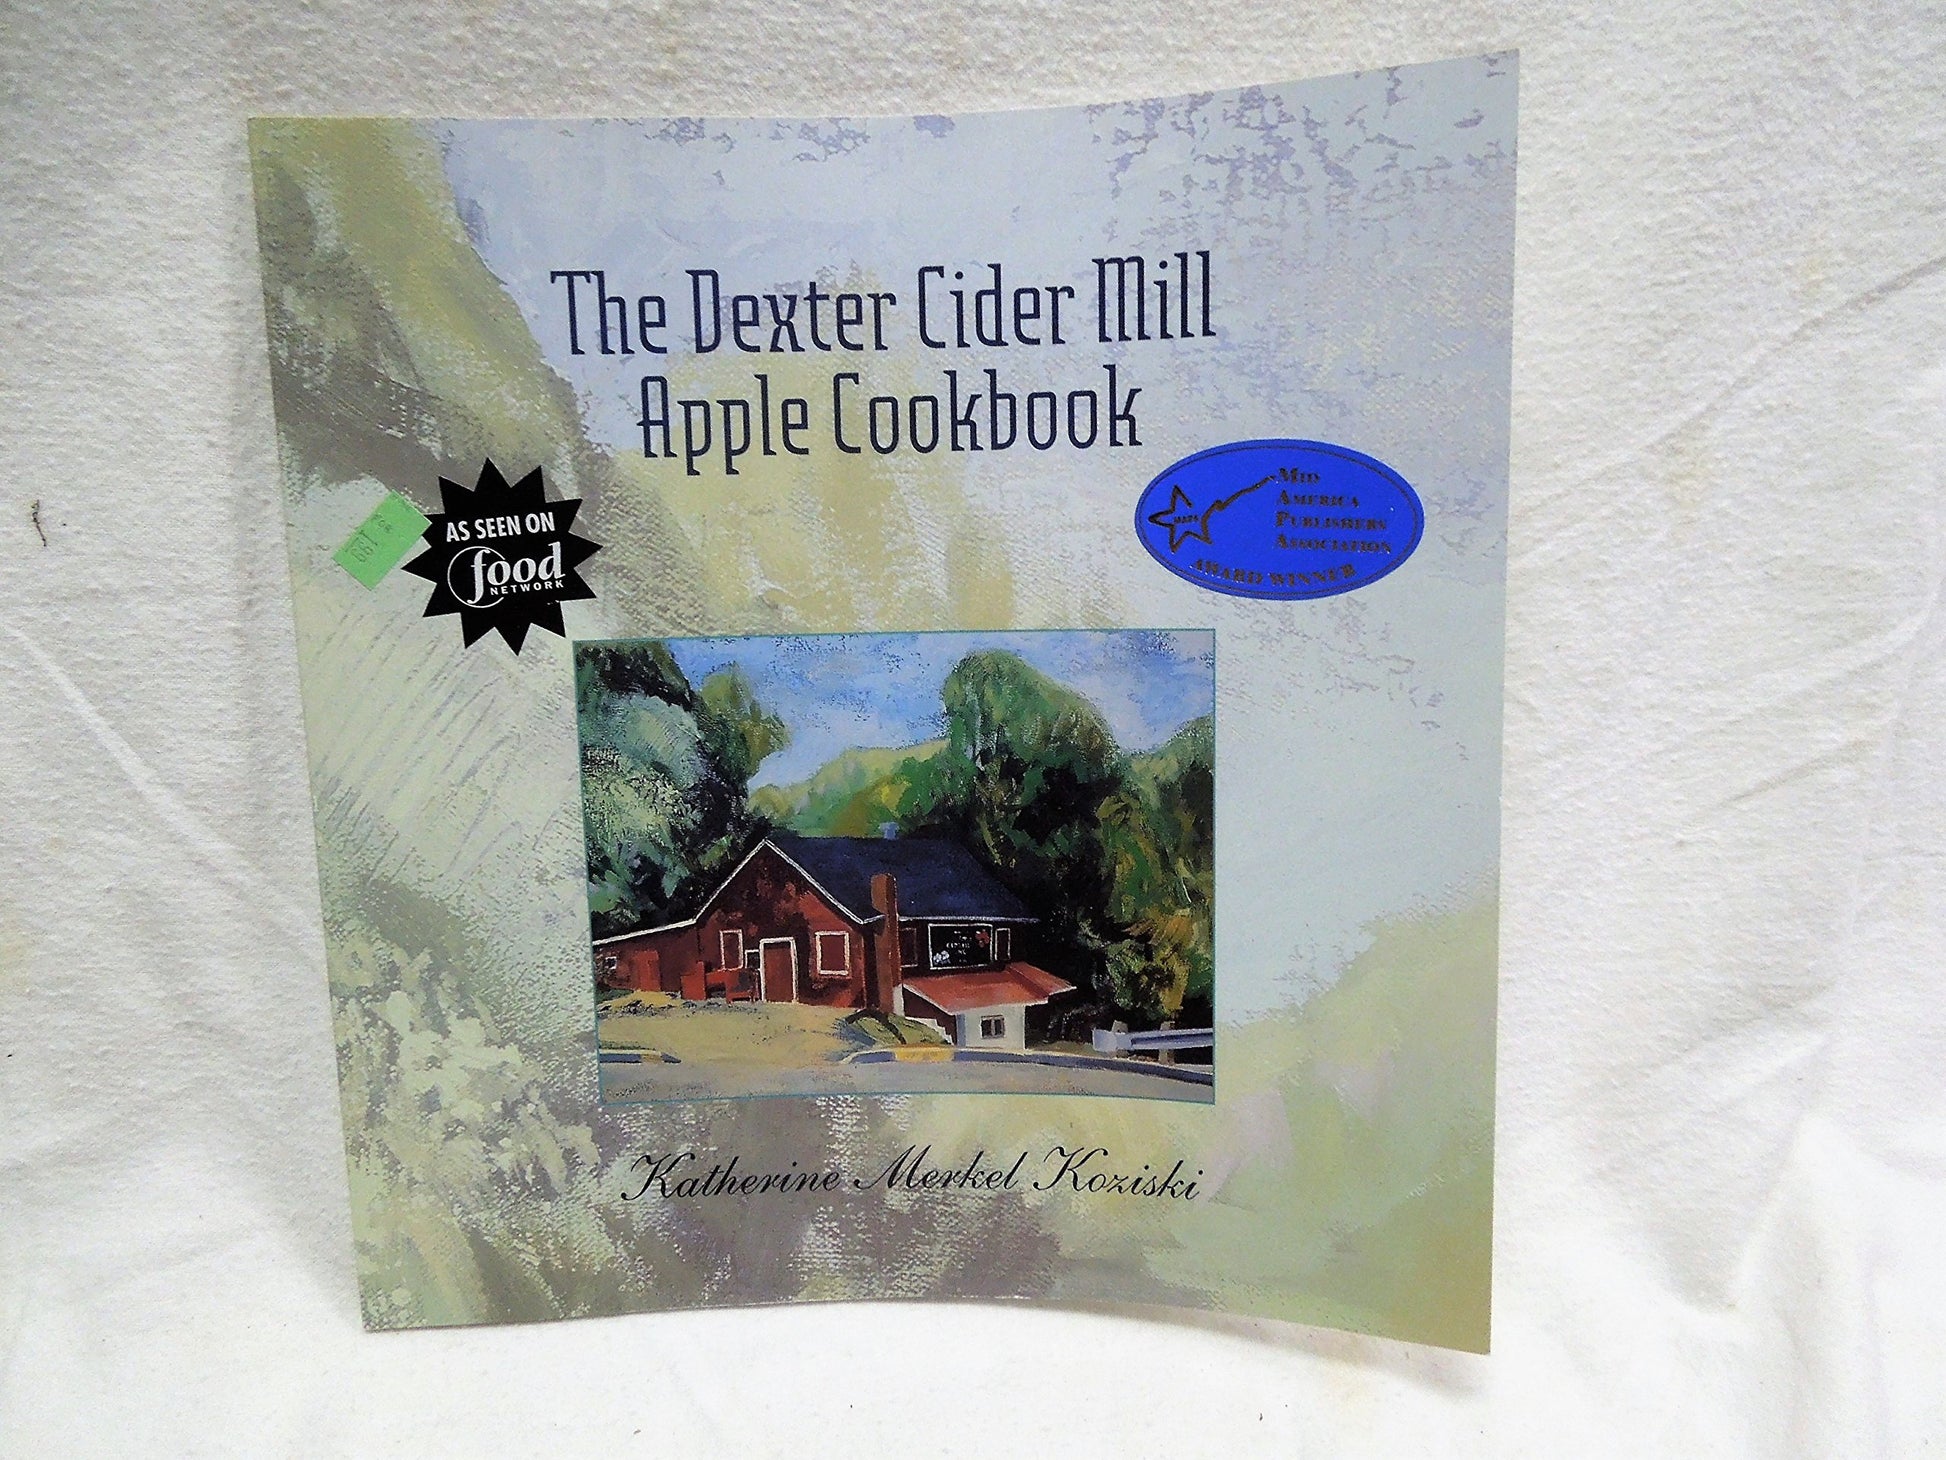 The Dexter Cider Mill
Apple Cookbook
AS SEEN ON
food
NETWORK
MID
AMERICA
PUBLISHERS
ASSOCIATION
MAPA
AWARD WINNER
Katherine Merkel Koziski